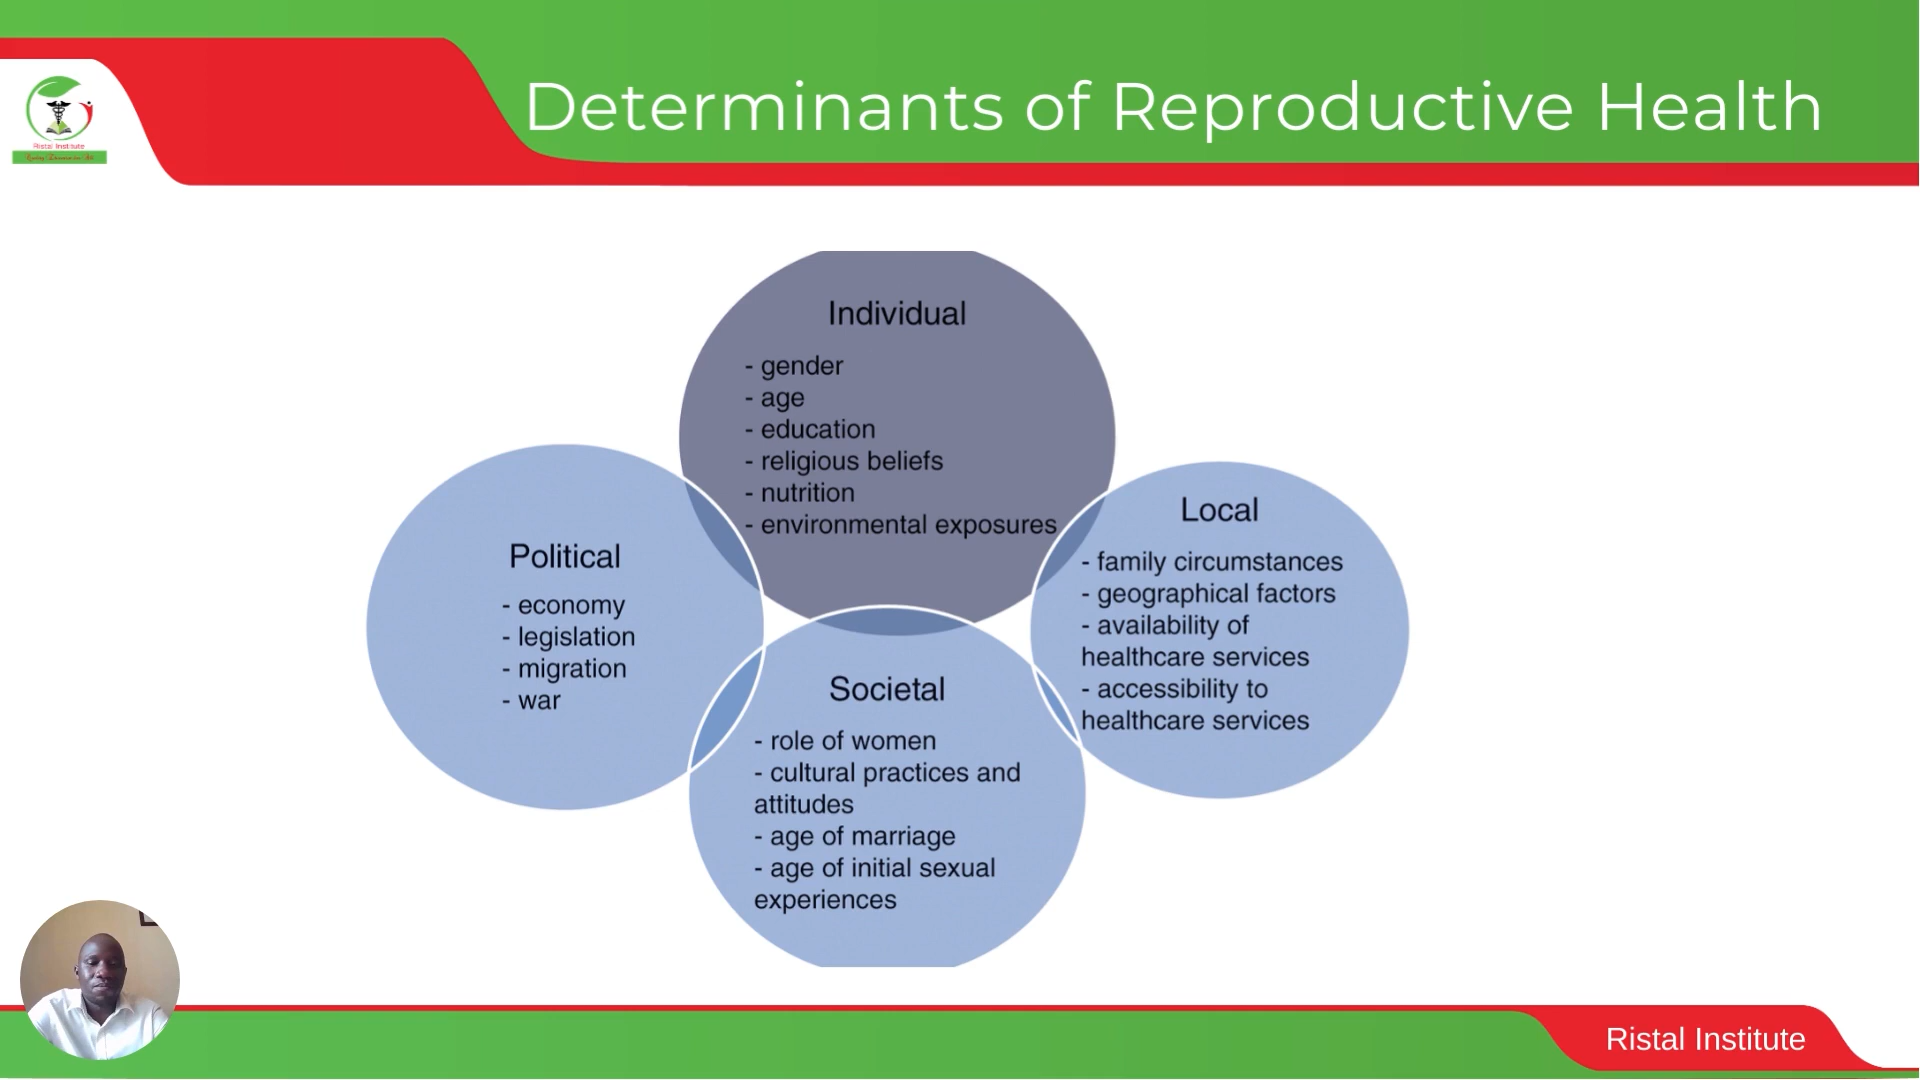 Determinants of Reproductive Health
Ristal Institute
Individual
- gender
- age
- education
- religious beliefs
- nutrition
- environmental exposures
Political
- economy
- legislation
- migration
- war
Local
- family circumstances
- geographical factors
- availability of
healthcare services
- accessibility to
healthcare services
Societal
- role of women
- cultural practices and
attitudes
- age of marriage
- age of initial sexual
experiences
Ristal Institute